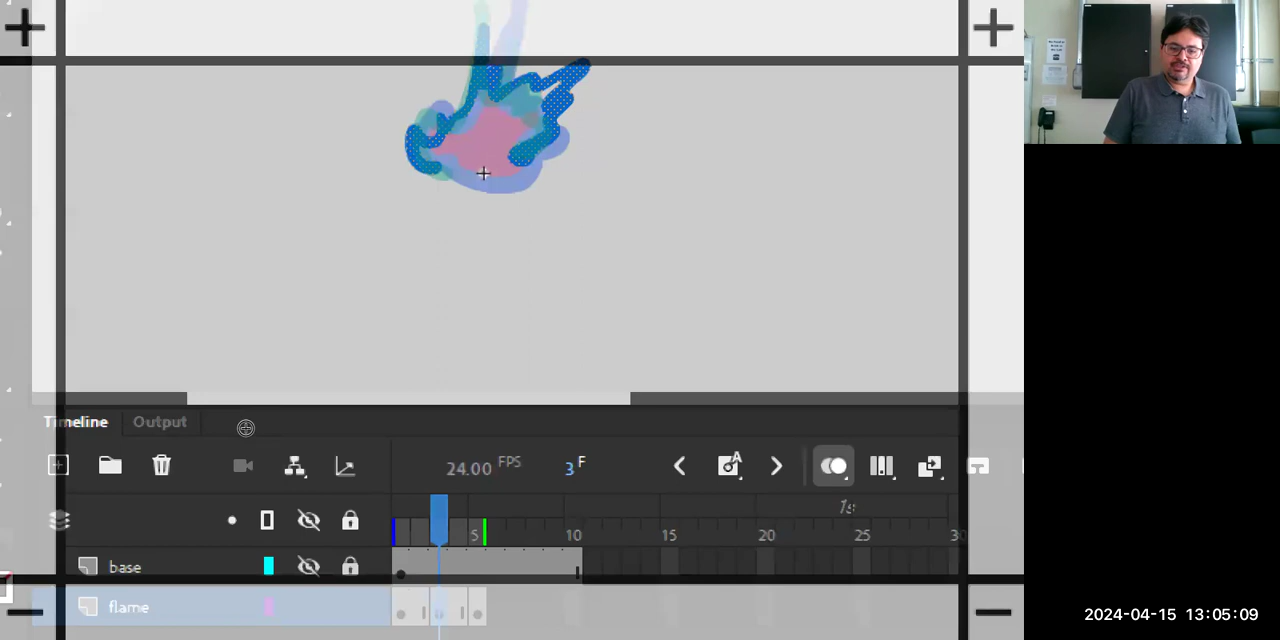 Timeline Output
24.00 FPS 3 F
1s
5 10 15 20 25 30
base
flame
2024-04-15 13:05:09